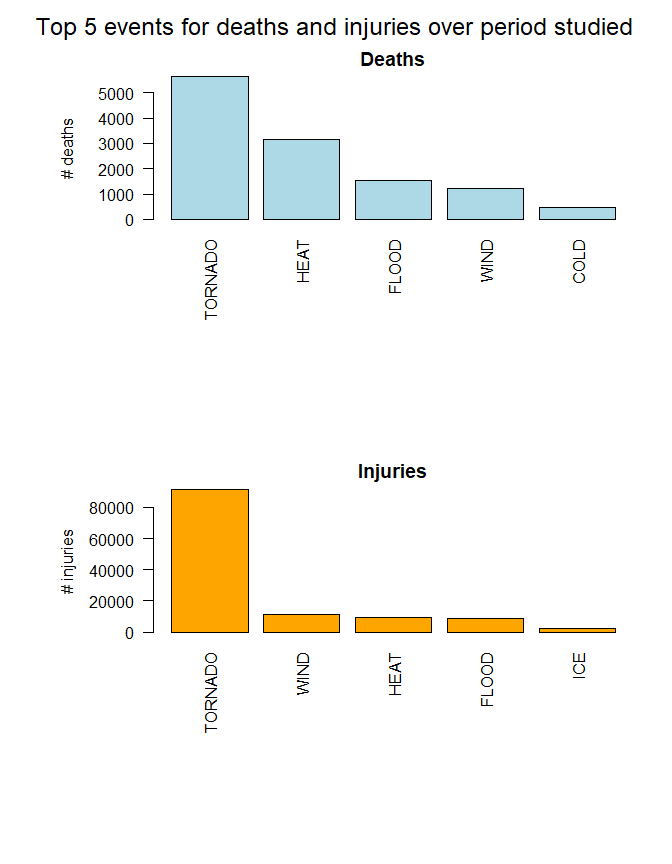 Top 5 events for deaths and injuries over period studied
Deaths
# deaths
5000
4000
3000
2000
1000
0
TORNADO
HEAT
FLOOD
WIND
COLD
Injuries
# injuries
80000
60000
40000
20000
0
TORNADO
WIND
HEAT
FLOOD
ICE